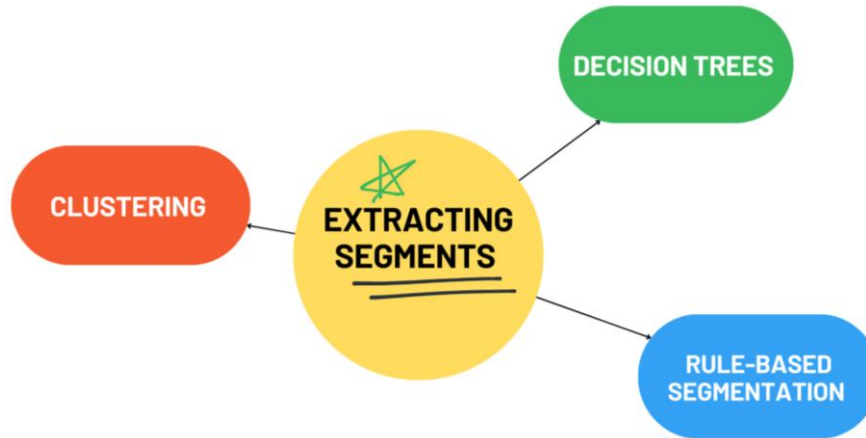 DECISION TREES
CLUSTERING
EXTRACTING
SEGMENTS
RULE-BASED
SEGMENTATION